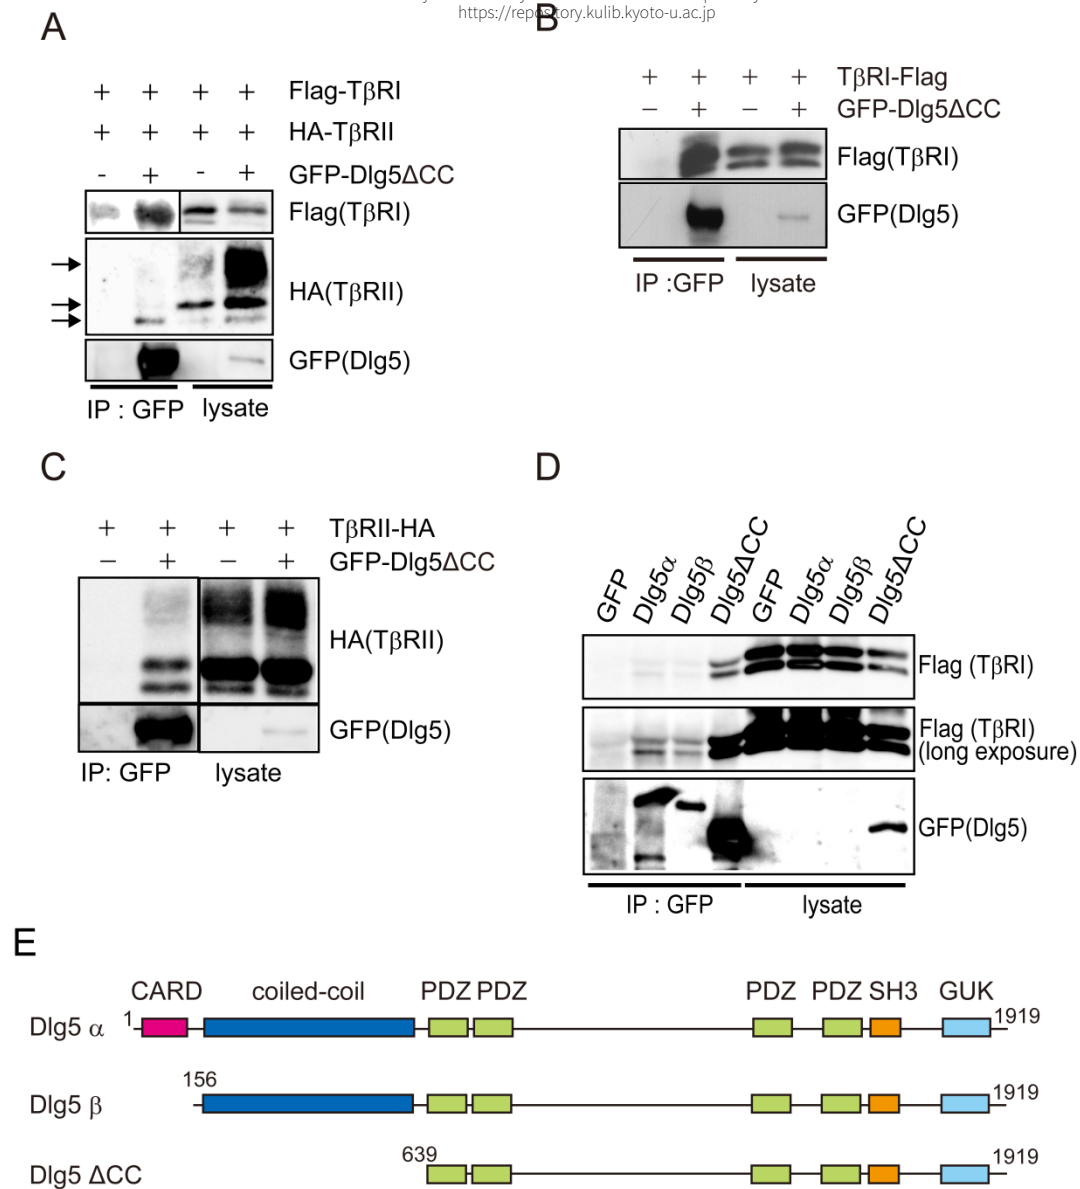 https://repository.kulib.kyoto-u.ac.jp
A
+ + + + Flag-TβRI
+ + + + HA-TβRII
- + - + GFP-Dlg5ΔCC
Flag(TβRI)
HA(TβRII)
GFP(Dlg5)
IP : GFP lysate
B
+ + + + TβRI-Flag
− + − + GFP-Dlg5ΔCC
Flag(TβRI)
GFP(Dlg5)
IP :GFP lysate
C
+ + + + TβRII-HA
− + − + GFP-Dlg5ΔCC
HA(TβRII)
GFP(Dlg5)
IP: GFP lysate
D
GFP Dlg5α Dlg5β Dlg5ΔCC GFP Dlg5α Dlg5β Dlg5ΔCC
Flag (TβRI)
Flag (TβRI)
(long exposure)
GFP(Dlg5)
IP : GFP lysate
E
CARD coiled-coil PDZ PDZ PDZ PDZ SH3 GUK
Dlg5 α 1 1919
Dlg5 β 156 1919
Dlg5 ΔCC 639 1919